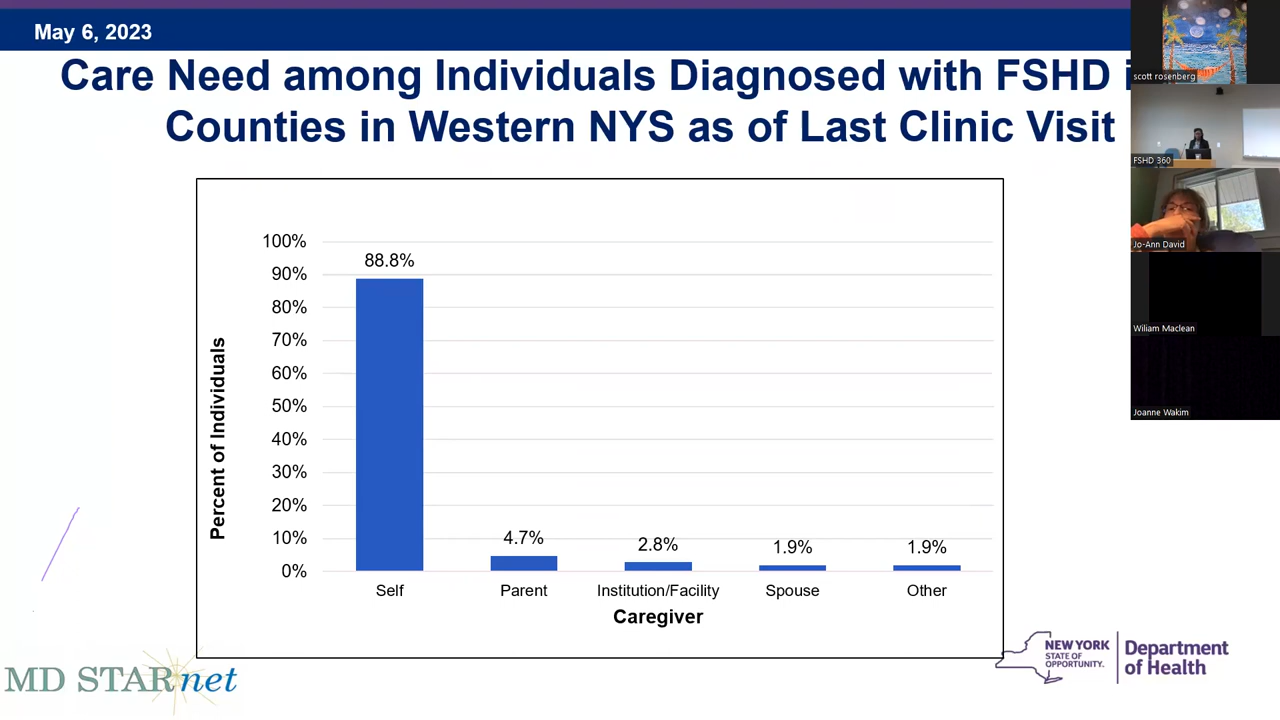 May 6, 2023
Care Need among Individuals Diagnosed with FSHD
Counties in Western NYS as of Last Clinic Visit
scott rosenberg
FSHD 360
Jo-Ann David
Wiliam Maclean
Joanne Wakim
Percent of Individuals
100%
90%
80%
70%
60%
50%
40%
30%
20%
10%
0%
88.8%
4.7%
2.8%
1.9%
1.9%
Self
Parent
Institution/Facility
Spouse
Other
Caregiver
MD STARnet
NEW YORK
STATE OF
OPPORTUNITY.
Department
of Health